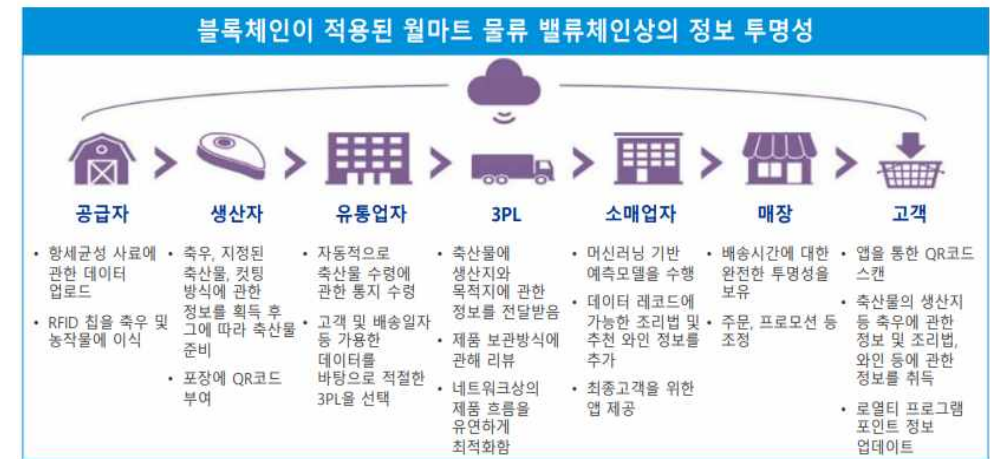 블록체인이 적용된 월마트 물류 밸류체인상의 정보 투명성
공급자
• 항세균성 사료에
관한 데이터
업로드
• RFID 칩을 축우 및
농작물에 이식
생산자
• 축우, 지정된
축산물, 컷팅
방식에 관한
정보를 획득 후
그에 따라 축산물
준비
• 포장에 QR코드
부여
유통업자
• 자동적으로
축산물 수령에
관한 통지 수령
• 고객 및 배송일자
등 가용한
데이터를
바탕으로 적절한
3PL을 선택
3PL
• 축산물에
생산지와
목적지에 관한
정보를 전달받음
• 제품 보관방식에
관해 리뷰
• 네트워크상의
제품 흐름을
유연하게
최적화함
소매업자
• 머신러닝 기반
예측모델을 수행
• 데이터 레코드에
가능한 조리법 및
추천 와인 정보를
추가
• 최종고객을 위한
앱 제공
매장
• 배송시간에 대한
완전한 투명성을
보유
• 주문, 프로모션 등
조정
고객
• 앱을 통한 QR코드
스캔
• 축산물의 생산지
등 축우에 관한
정보 및 조리법,
와인 등에 관한
정보를 취득
• 로열티 프로그램
포인트 정보
업데이트